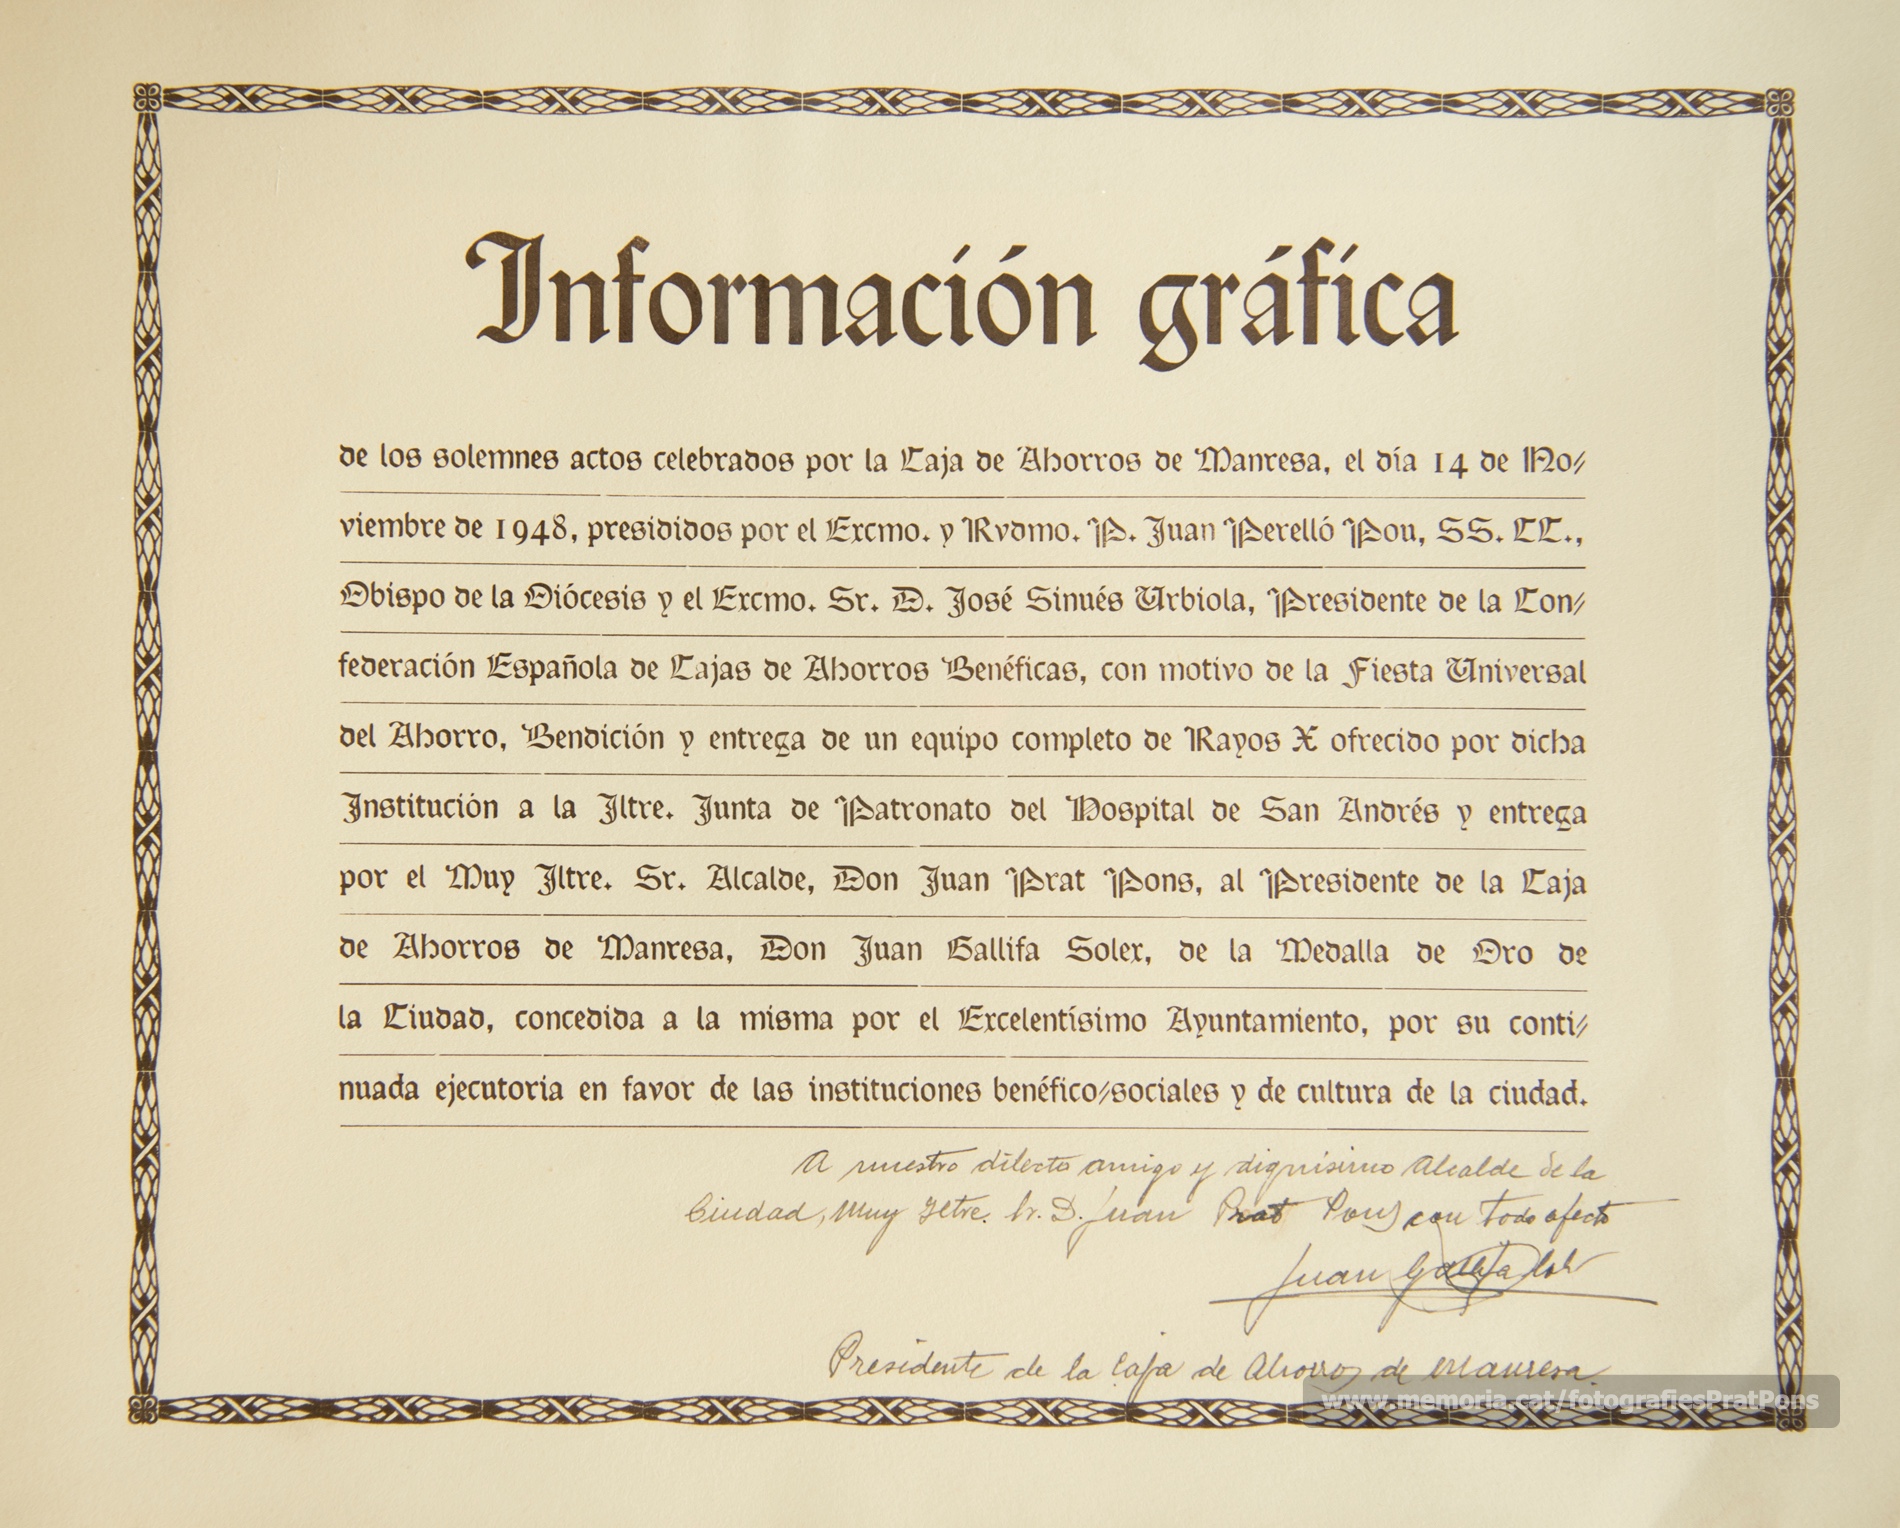 Información gráfica
de los solemnes actos celebrados por la Caja de Ahorros de Manresa, el día 14 de No-
viembre de 1948, presididos por el Excmo. y Rvdmo. P. Juan Perelló Pou, SS. CC.,
Obispo de la Diócesis y el Excmo. Sr. D. José Sinués Urbiola, Presidente de la Con-
federación Española de Cajas de Ahorros Benéficas, con motivo de la Fiesta Universal
del Ahorro, Bendición y entrega de un equipo completo de Rayos X ofrecido por dicha
Institución a la Iltre. Junta de Patronato del Hospital de San Andrés y entrega
por el Muy Iltre. Sr. Alcalde, Don Juan Prat Pons, al Presidente de la Caja
de Ahorros de Manresa, Don Juan Gallifa Soler, de la Medalla de Oro de
la Ciudad, concedida a la misma por el Excelentísimo Ayuntamiento, por su conti-
nuada ejecutoria en favor de las instituciones benéfico-sociales y de cultura de la ciudad.
A nuestro dilecto amigo y dignísimo Alcalde de la
Ciudad, Muy Iltre. Sr. D. Juan Prat Pons con todo afecto
Juan Gallifa Soler
Presidente de la Caja de Ahorros de Manresa.
www.memoria.cat/fotografiesPratPons